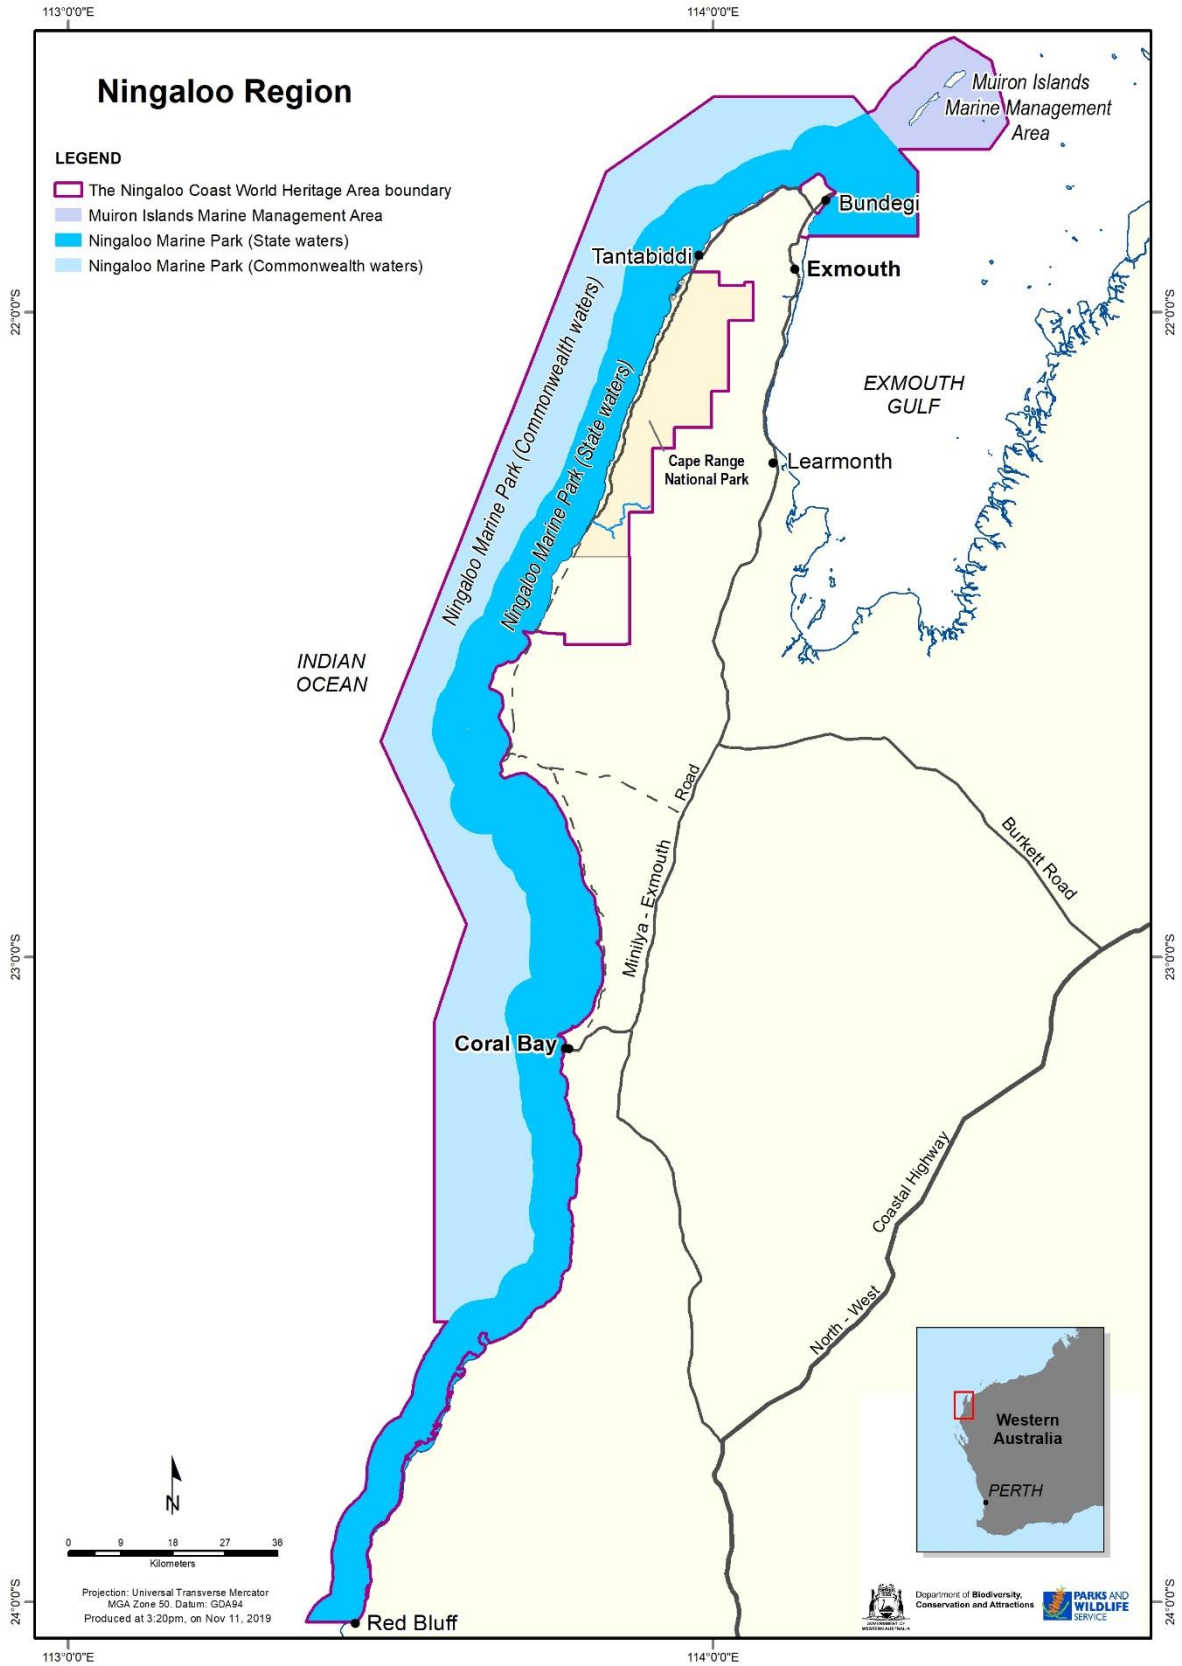 113°0'0"E
114°0'0"E
Ningaloo Region
LEGEND
The Ningaloo Coast World Heritage Area boundary
Muiron Islands Marine Management Area
Ningaloo Marine Park (State waters)
Ningaloo Marine Park (Commonwealth waters)
Muiron Islands
Marine Management
Area
Bundegi
Tantabiddi
Exmouth
22°0'0"S
22°0'0"S
Ningaloo Marine Park (Commonwealth waters)
Ningaloo Marine Park (State waters)
EXMOUTH
GULF
Cape Range
National Park
Learmonth
INDIAN
OCEAN
Minilya - Exmouth Road
Burkett Road
23°0'0"S
23°0'0"S
Coral Bay
North - West Coastal Highway
Western
Australia
PERTH
N
0 9 18 27 36
Kilometers
Projection: Universal Transverse Mercator
MGA Zone 50. Datum: GDA94
Produced at 3:20pm, on Nov 11, 2019
24°0'0"S
24°0'0"S
Red Bluff
GOVERNMENT OF
WESTERN AUSTRALIA
Department of Biodiversity,
Conservation and Attractions
PARKS AND
WILDLIFE
SERVICE
113°0'0"E
114°0'0"E